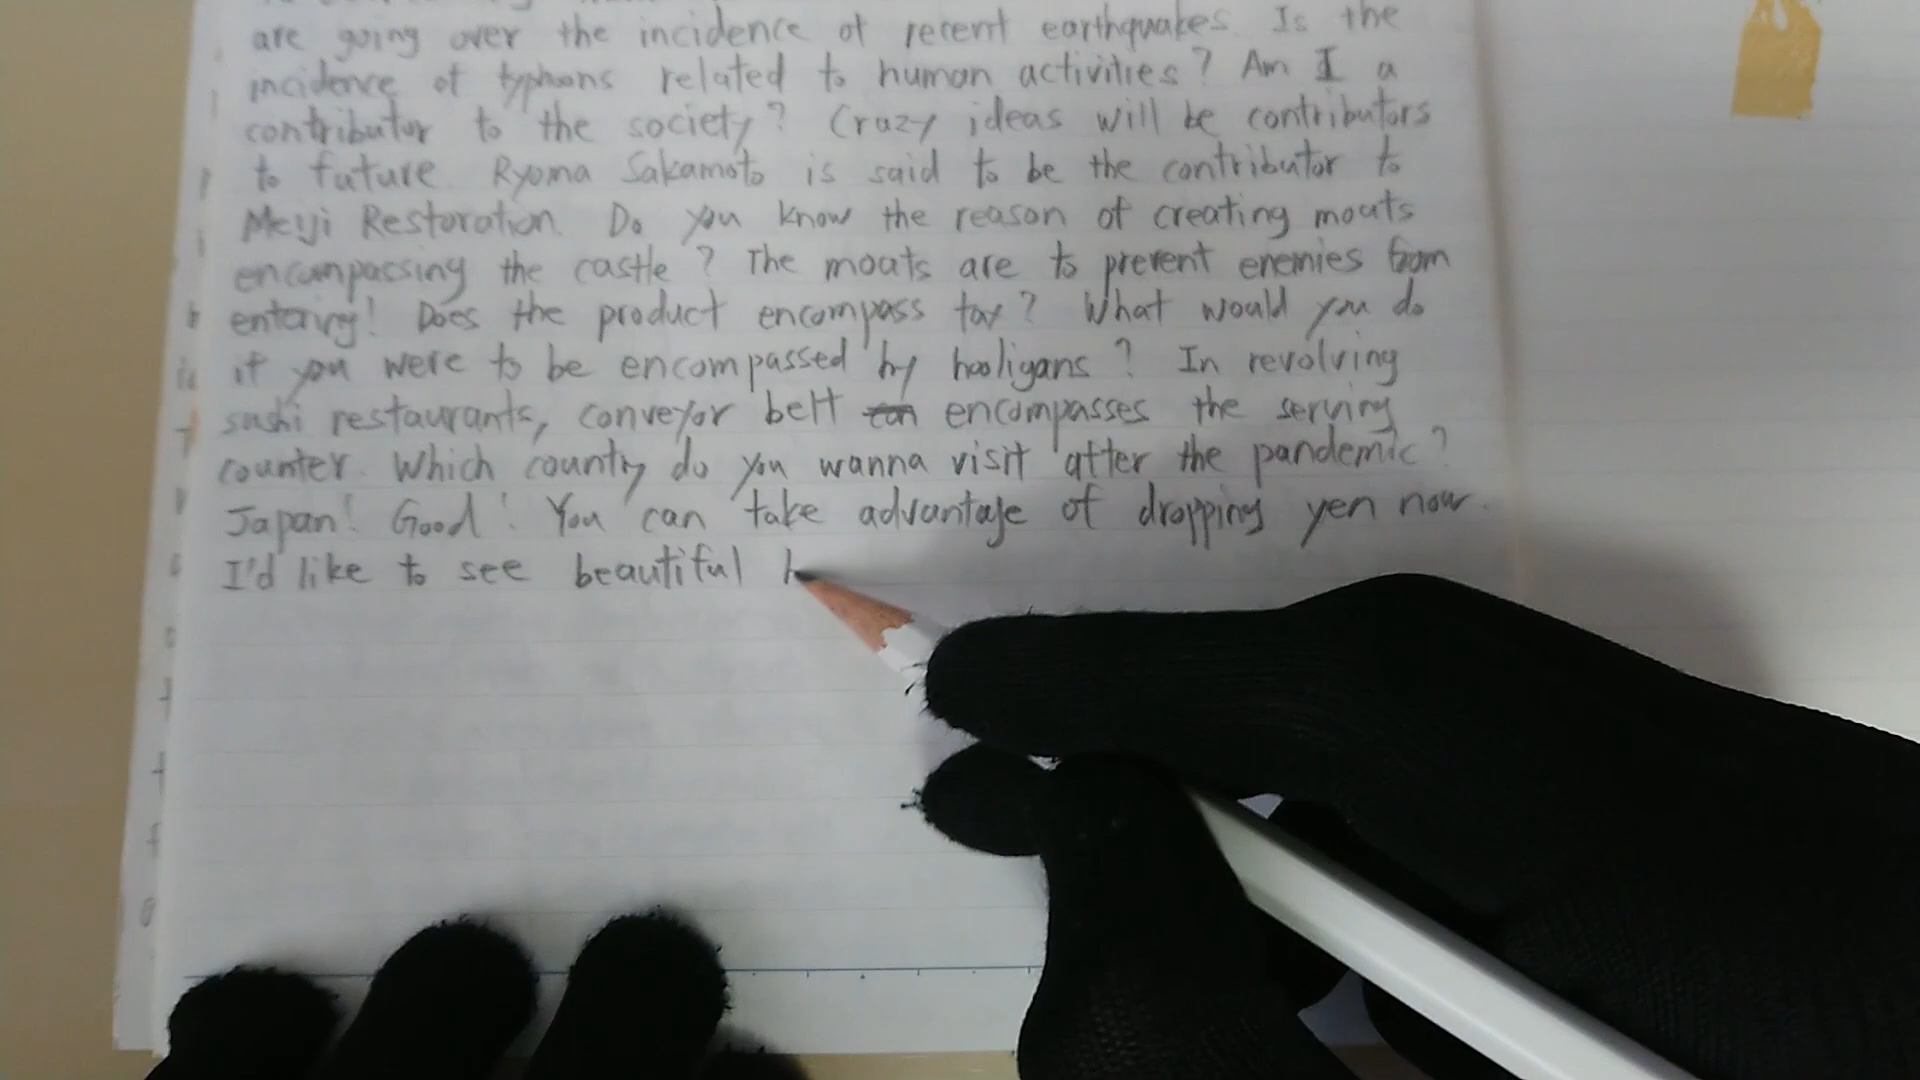 are going over the incidence of recent earthquakes. Is the
incidence of typhoons related to human activities? Am I a
contributor to the society? Crazy ideas will be contributors
to future. Ryoma Sakamoto is said to be the contributor to
Meiji Restoration. Do you know the reason of creating moats
encompassing the castle? The moats are to prevent enemies from
entering! Does the product encompass tax? What would you do
if you were to be encompassed by hooligans? In revolving
sushi restaurants, conveyor belt encompasses the serving
counter. Which country do you wanna visit after the pandemic?
Japan! Good! You can take advantage of dropping yen now.
I'd like to see beautiful